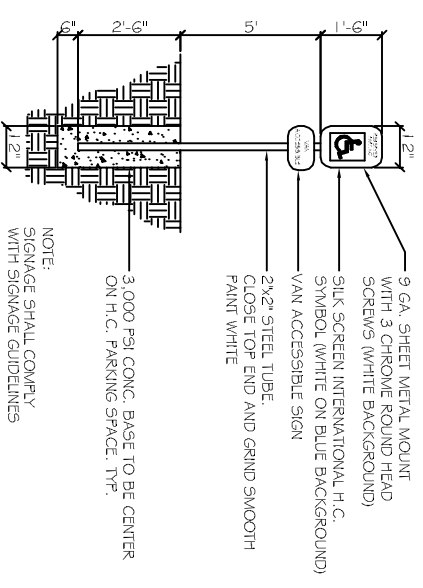 9 GA. SHEET METAL MOUNT
WITH 3 CHROME ROUND HEAD
SCREWS (WHITE BACKGROUND)
SILK SCREEN INTERNATIONAL H.C.
SYMBOL (WHITE ON BLUE BACKGROUND)
VAN ACCESSIBLE SIGN
2"x2" STEEL TUBE.
CLOSE TOP END AND GRIND SMOOTH
PAINT WHITE
3,000 PSI CONC. BASE TO BE CENTER
ON H.C. PARKING SPACE. TYP.
NOTE:
SIGNAGE SHALL COMPLY
WITH SIGNAGE GUIDELINES
1'-6"
5'
2'-6"
6"
12"
VAN
ACCESSIBLE
12"